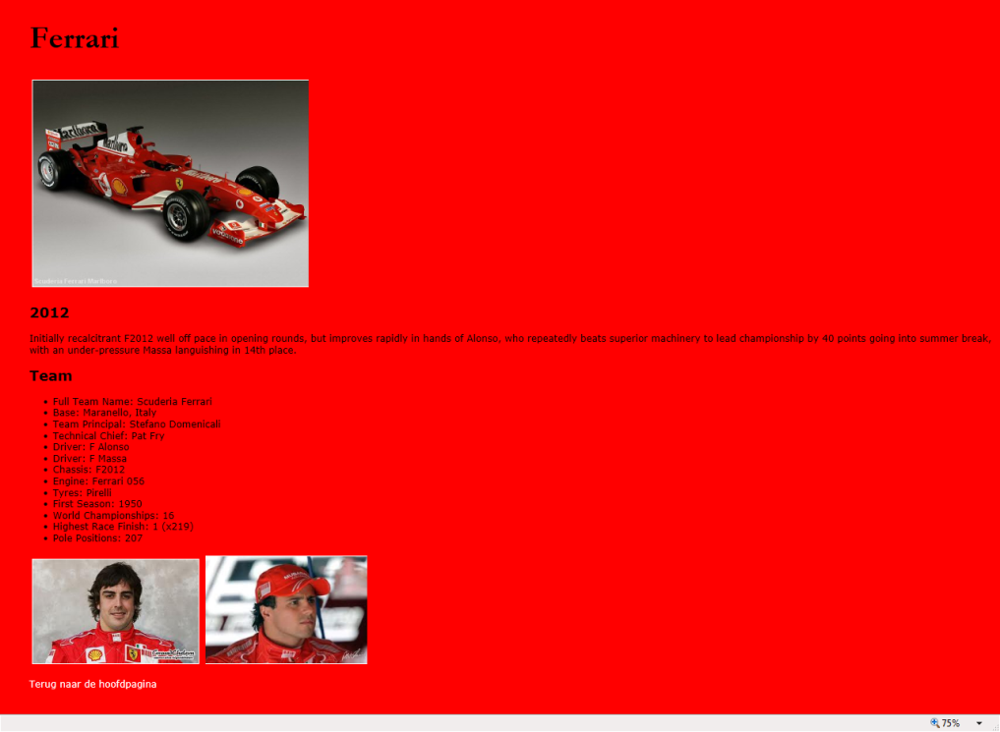 Ferrari
Marlboro
Marlboro
vodafone
Scuderia Ferrari Marlboro
2012
Initially recalcitrant F2012 well off pace in opening rounds, but improves rapidly in hands of Alonso, who repeatedly beats superior machinery to lead championship by 40 points going into summer break,
with an under-pressure Massa languishing in 14th place.
Team
• Full Team Name: Scuderia Ferrari
• Base: Maranello, Italy
• Team Principal: Stefano Domenicali
• Technical Chief: Pat Fry
• Driver: F Alonso
• Driver: F Massa
• Chassis: F2012
• Engine: Ferrari 056
• Tyres: Pirelli
• First Season: 1950
• World Championships: 16
• Highest Race Finish: 1 (x219)
• Pole Positions: 207
Terug naar de hoofdpagina
75%